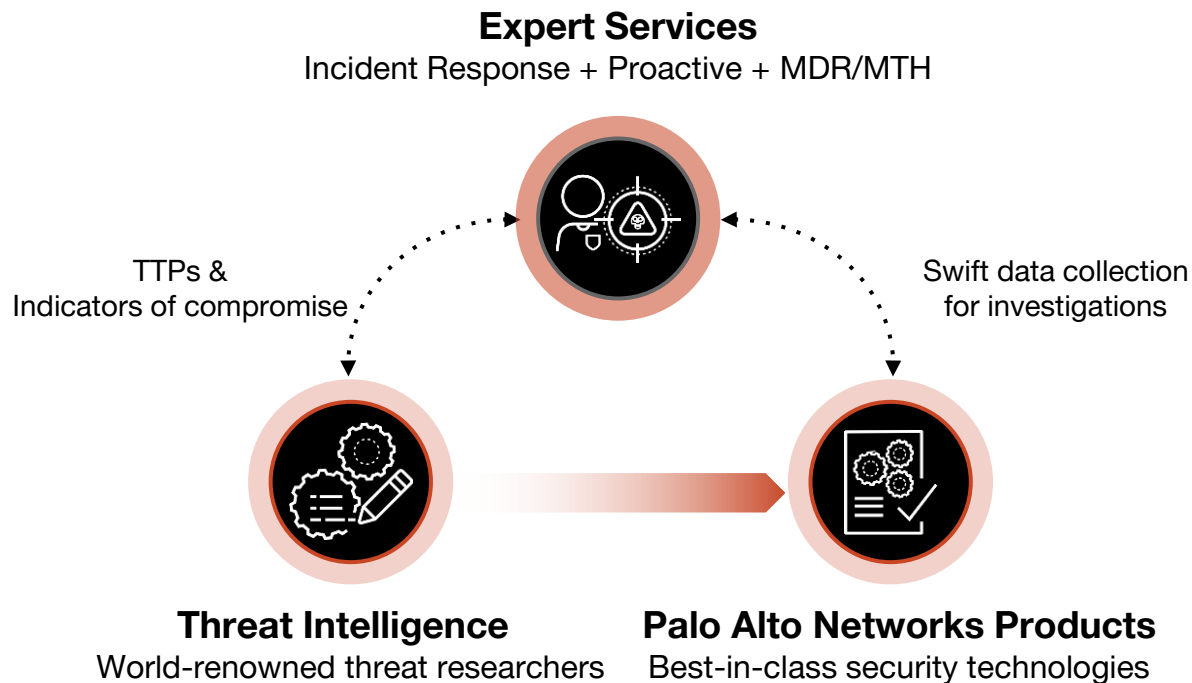 Expert Services
Incident Response + Proactive + MDR/MTH
TTPs &
Indicators of compromise
Swift data collection
for investigations
Threat Intelligence
World-renowned threat researchers
Palo Alto Networks Products
Best-in-class security technologies